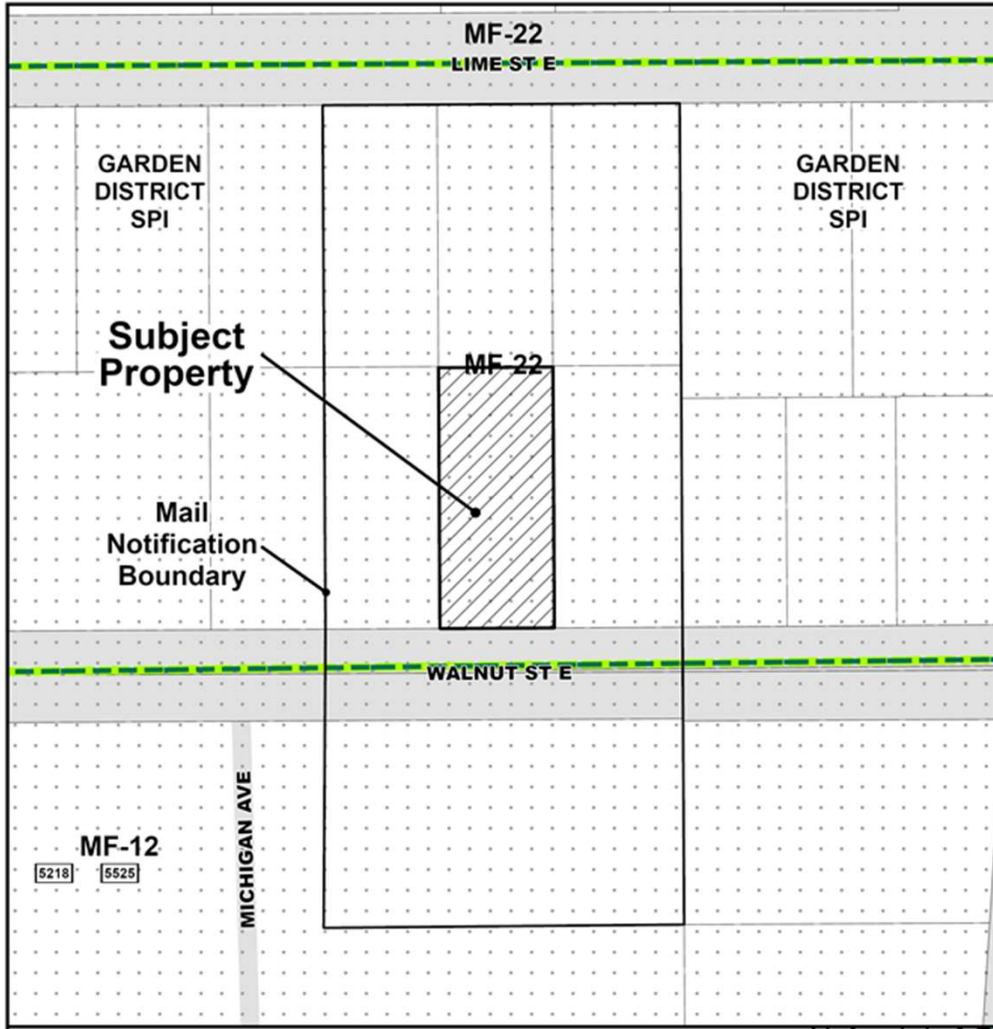 MF-22
LIME ST E
GARDEN
DISTRICT
SPI
GARDEN
DISTRICT
SPI
Subject
Property
MF-22
Mail
Notification
Boundary
WALNUT ST E
MICHIGAN AVE
MF-12
5218 5525